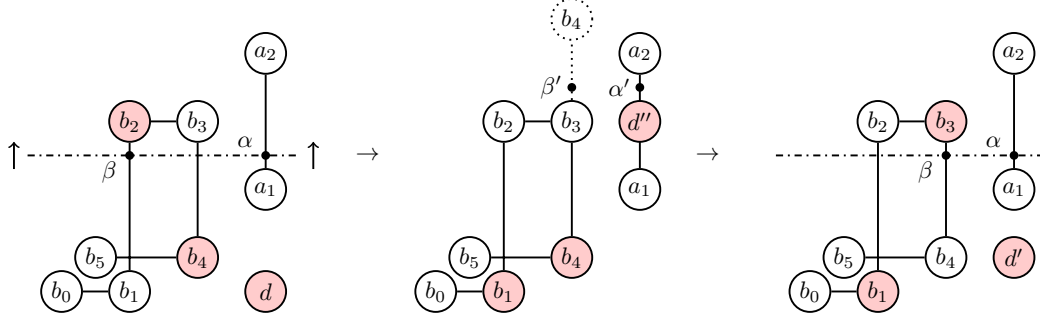 b₄
a₂ a₂ a₂
β′ α′
b₂ b₃ b₂ b₃ d″ b₂ b₃
↑ α ↑ → → α
β β
a₁ a₁ a₁
b₅ b₄ b₅ b₄ b₅ b₄ d′
b₀ b₁ d b₀ b₁ b₀ b₁